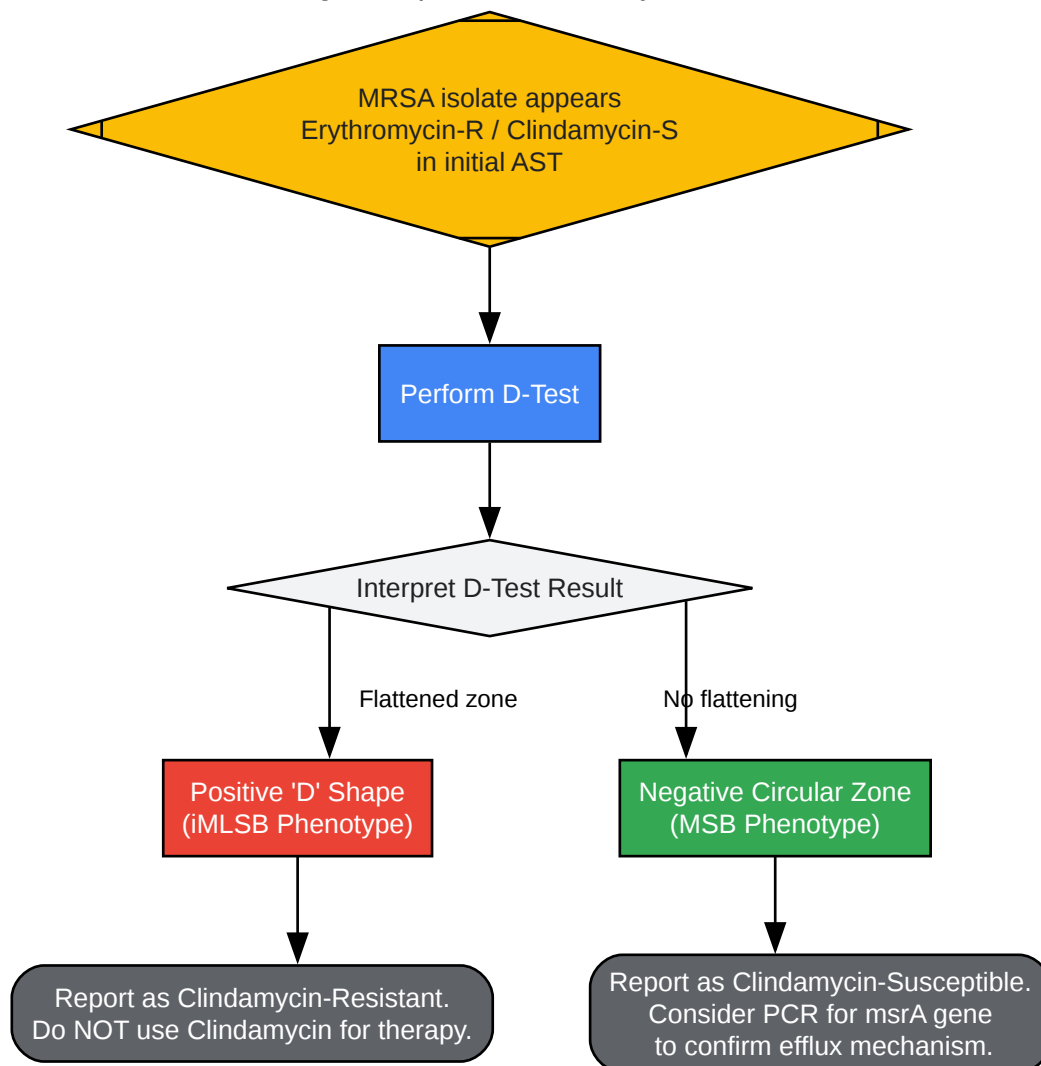 MRSA isolate appears
Erythromycin-R / Clindamycin-S
in initial AST
Perform D-Test
Interpret D-Test Result
Flattened zone
No flattening
Positive 'D' Shape
(iMLSB Phenotype)
Negative Circular Zone
(MSB Phenotype)
Report as Clindamycin-Resistant.
Do NOT use Clindamycin for therapy.
Report as Clindamycin-Susceptible.
Consider PCR for msrA gene
to confirm efflux mechanism.